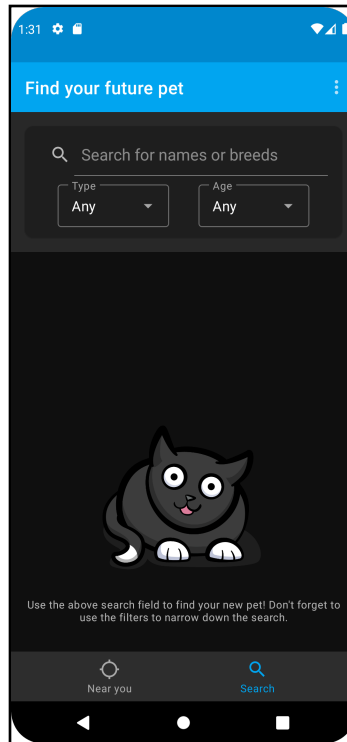 1:31
Find your future pet
Search for names or breeds
Type
Age
Any
Any
Use the above search field to find your new pet! Don't forget to
use the filters to narrow down the search.
Near you
Search